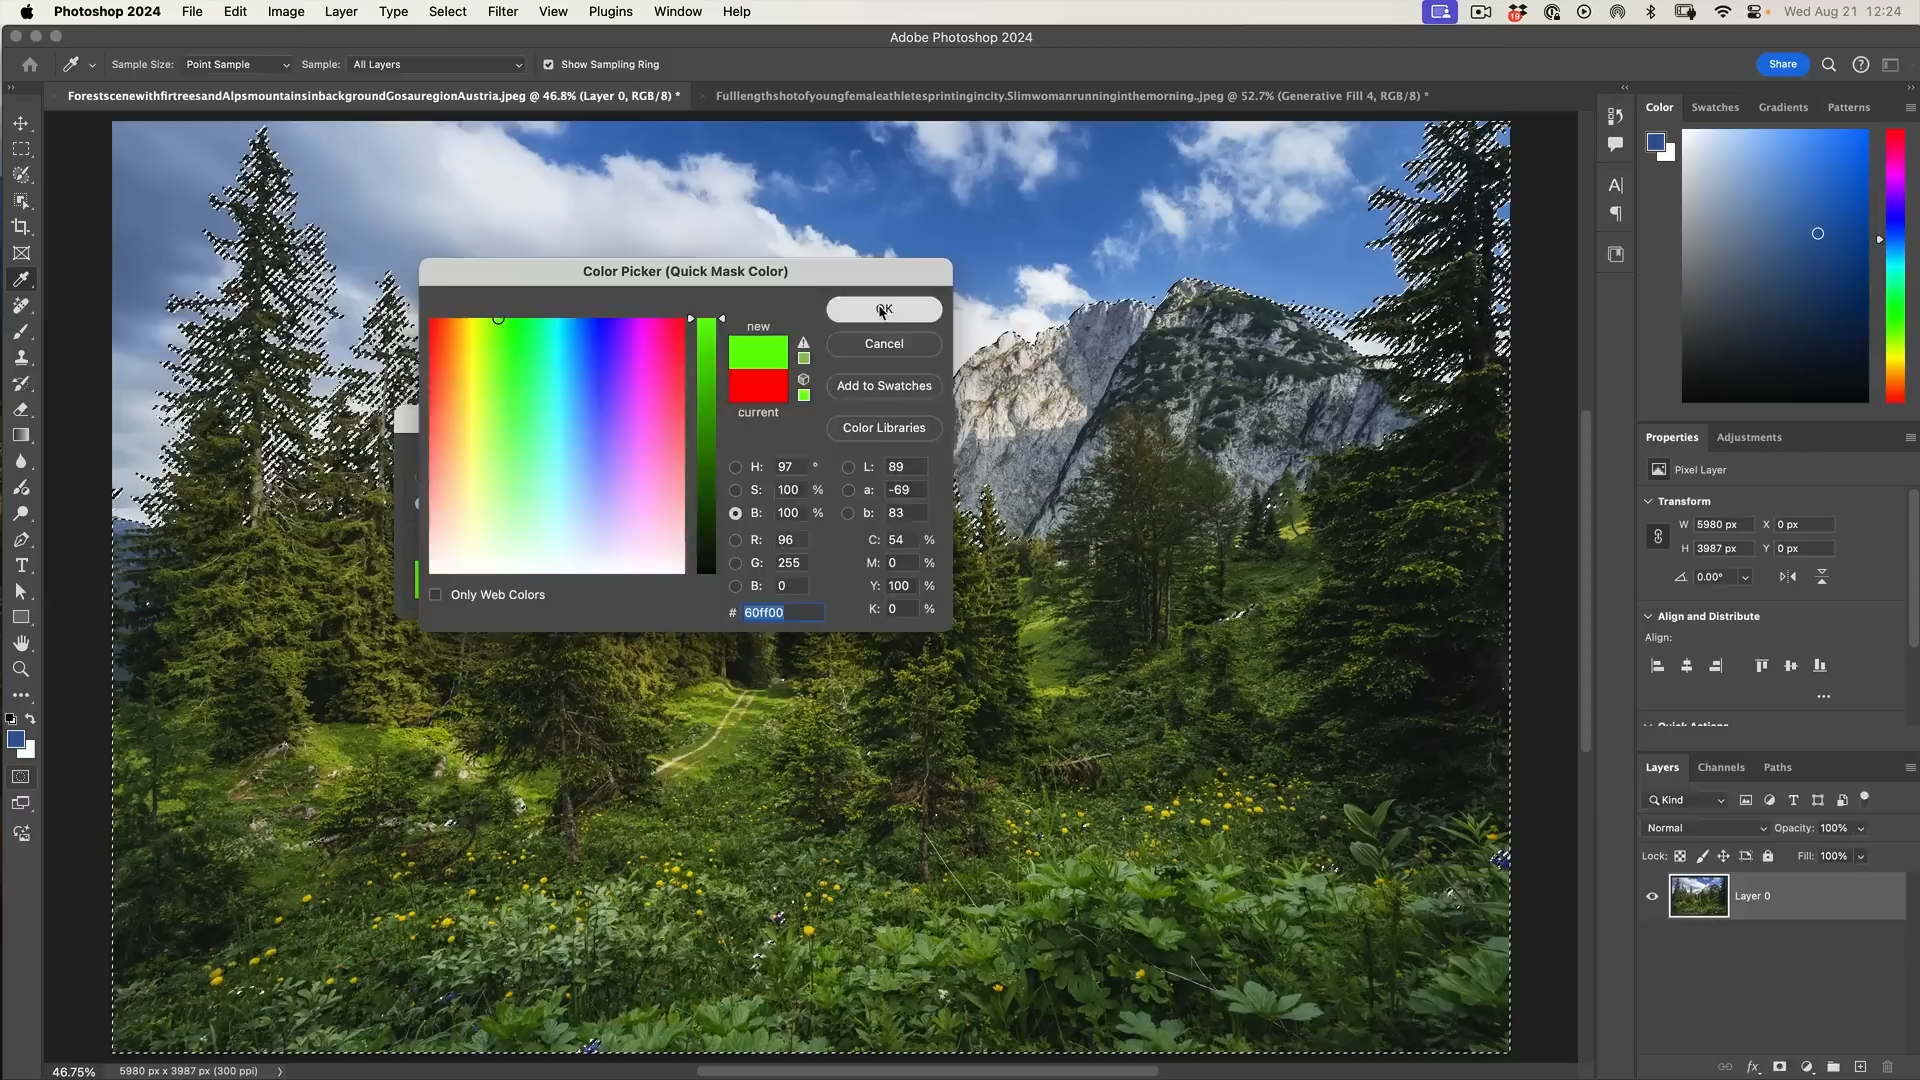 Photoshop 2024 File Edit Image Layer Type Select Filter View Plugins Window Help 19 Wed Aug 21 12:24
Adobe Photoshop 2024
Sample Size: Point Sample Sample: All Layers Show Sampling Ring Share
ForestscenewithfirtreesandAlpsmountainsinbackgroundGosauregionAustria.jpeg @ 46.8% (Layer 0, RGB/8) *
Fulllengthshotofyoungfemaleathletesprintingincity.Slimwomanrunninginthemorning..jpeg @ 52.7% (Generative Fill 4, RGB/8) *
Color Swatches Gradients Patterns
Color Picker (Quick Mask Color)
new
current
OK
Cancel
Add to Swatches
Color Libraries
H: 97 ° L: 89
S: 100 % a: -69
B: 100 % b: 83
R: 96 C: 54 %
G: 255 M: 0 %
B: 0 Y: 100 %
# 60ff00 K: 0 %
Only Web Colors
Properties Adjustments
Pixel Layer
Transform
W 5980 px X 0 px
H 3987 px Y 0 px
0.00°
Align and Distribute
Align:
Quick Actions
Layers Channels Paths
Kind
Normal Opacity: 100%
Lock: Fill: 100%
Layer 0
46.75% 5980 px x 3987 px (300 ppi)